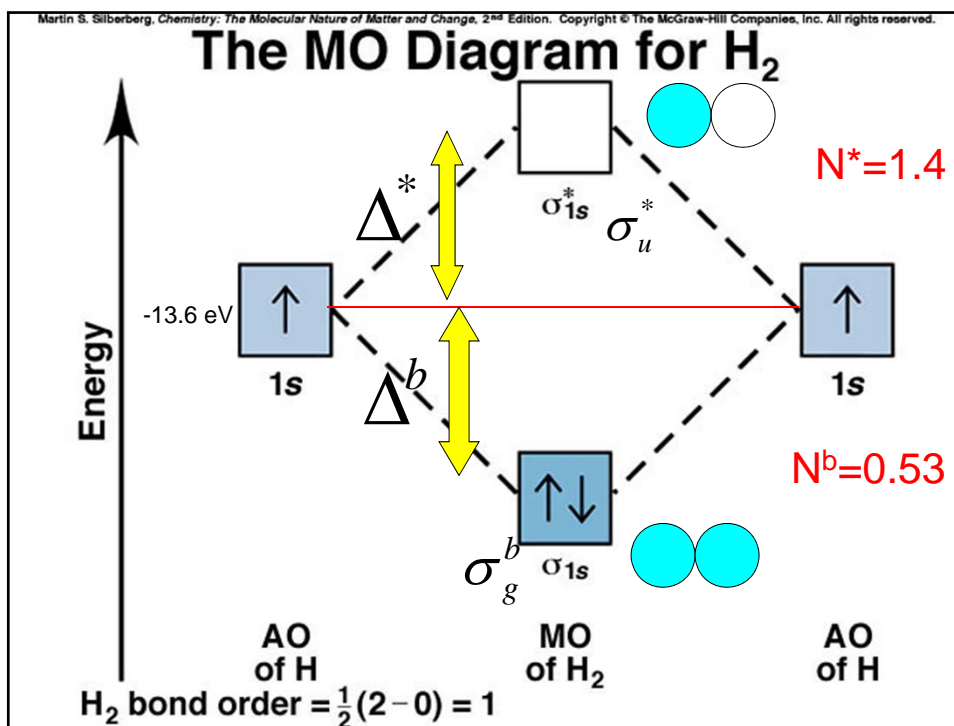 Martin S. Silberberg, Chemistry: The Molecular Nature of Matter and Change, 2nd Edition. Copyright © The McGraw-Hill Companies, Inc. All rights reserved.
The MO Diagram for H₂
N*=1.4
σ*1s
σ*u
Δ*
-13.6 eV
↑
↑
1s
1s
Energy
Δb
Nᵇ=0.53
↑↓
σbg
σ1s
AO
of H
MO
of H₂
AO
of H
H₂ bond order = ½(2−0) = 1